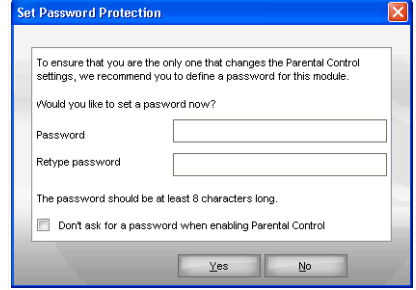 Set Password Protection
To ensure that you are the only one that changes the Parental Control
settings, we recommend you to define a password for this module.
Would you like to set a pasword now?
Password
Retype password
The password should be at least 8 characters long.
Don't ask for a password when enabling Parental Control
Yes No